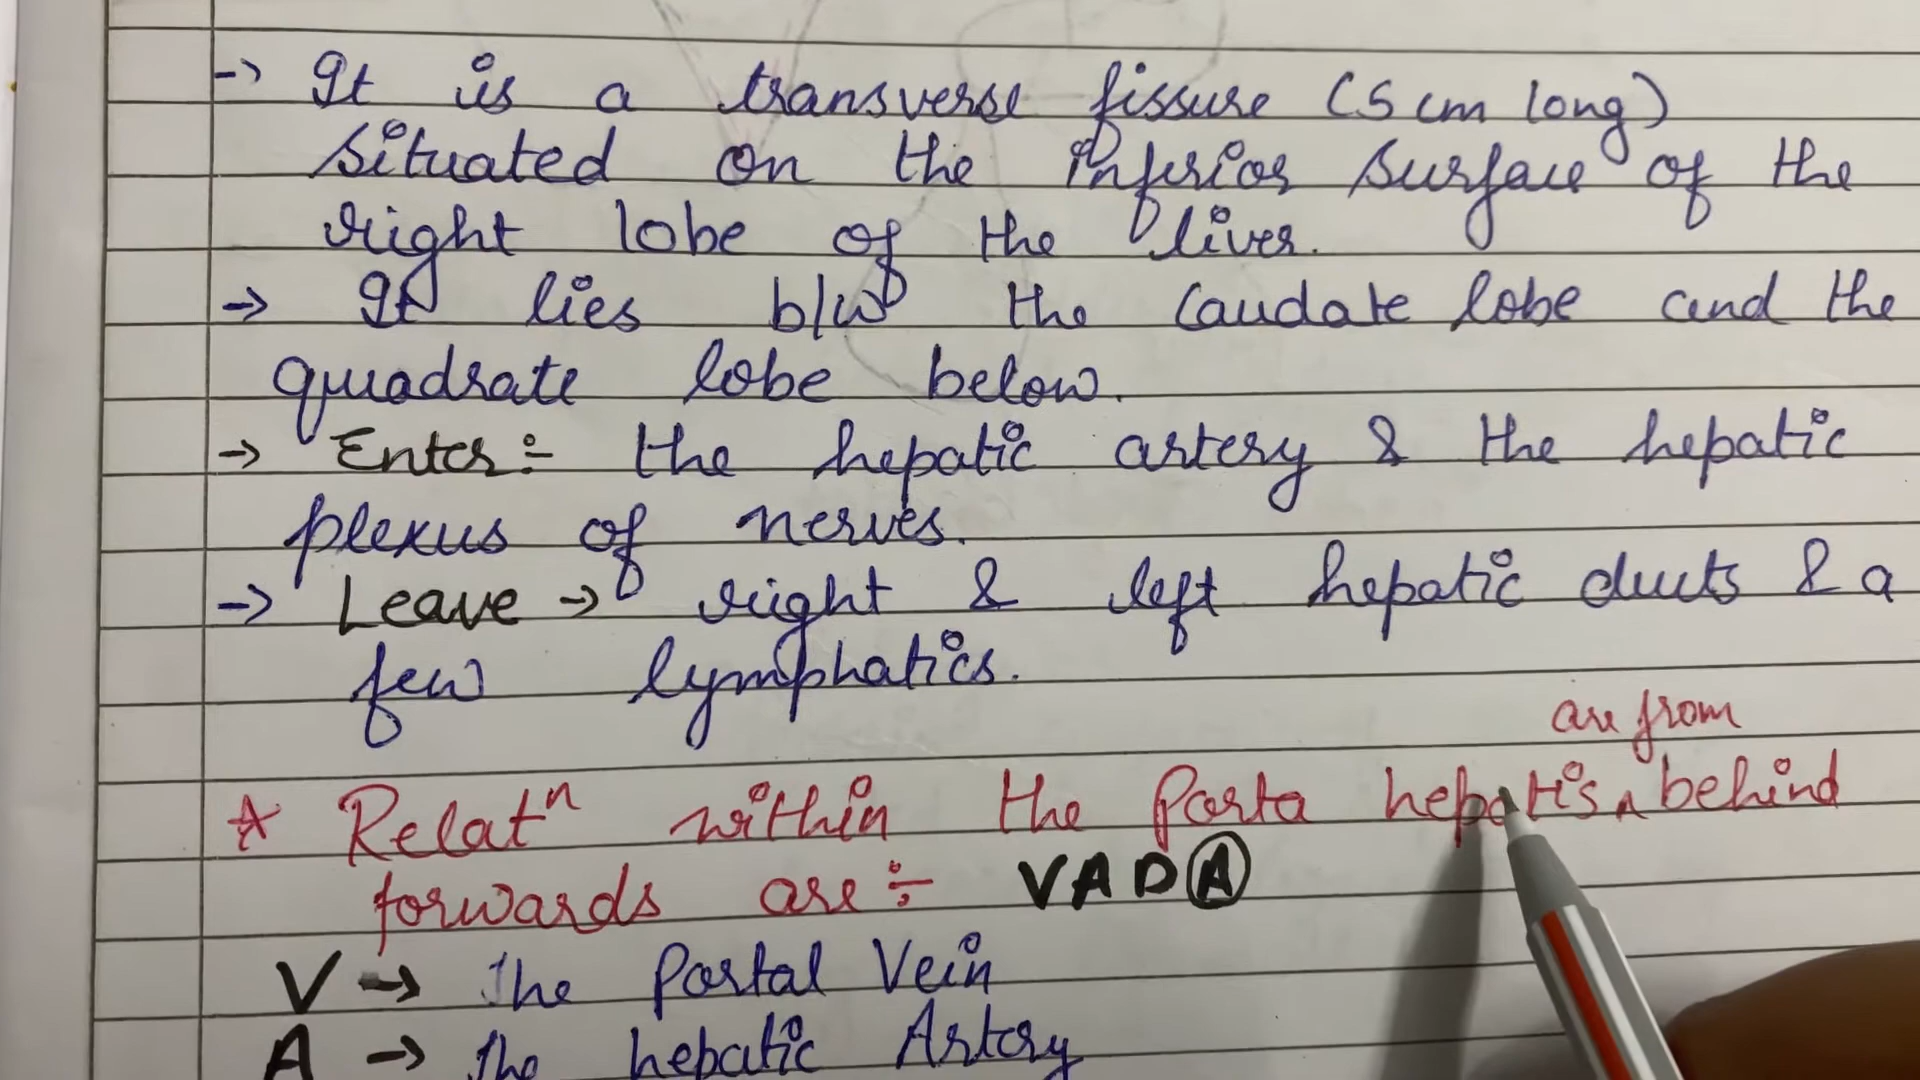 -> It is a transverse fissure (5 cm long)
situated on the inferior surface of the
right lobe of the liver.
-> It lies b/w the caudate lobe and the
quadrate lobe below.
-> Enter ÷ the hepatic artery & the hepatic
plexus of nerves.
-> Leave -> right & left hepatic ducts & a
few lymphatics.
are from
* Relatⁿ within the Porta hepatis ^ behind
forwards are ÷ VADA
V -> The Portal Vein
A -> The hepatic Artery